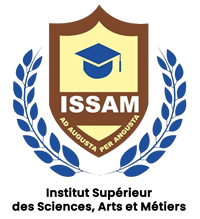 ISSAM
AD AUGUSTA PER ANGUSTA
Institut Supérieur
des Sciences, Arts et Métiers